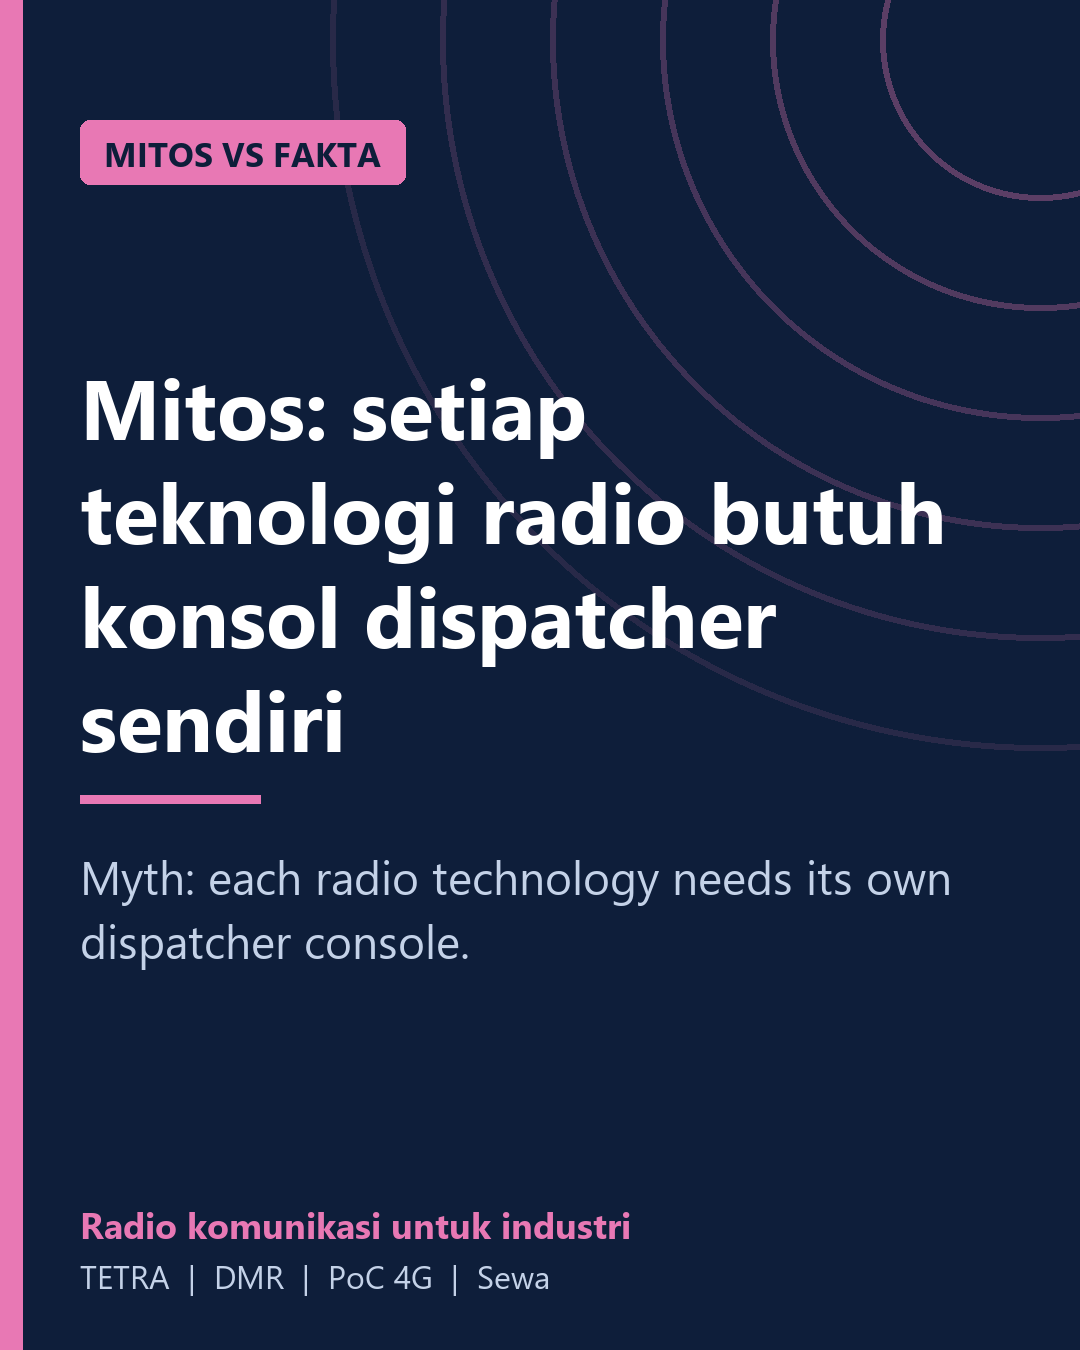 MITOS VS FAKTA
Mitos: setiap
teknologi radio butuh
konsol dispatcher
sendiri
Myth: each radio technology needs its own
dispatcher console.
Radio komunikasi untuk industri
TETRA | DMR | PoC 4G | Sewa